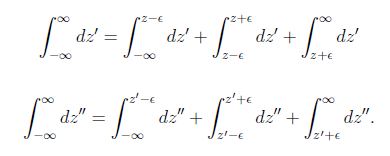 ∫_{-∞}^{∞} dz′ = ∫_{-∞}^{z-ϵ} dz′ + ∫_{z-ϵ}^{z+ϵ} dz′ + ∫_{z+ϵ}^{∞} dz′
∫_{-∞}^{∞} dz″ = ∫_{-∞}^{z′-ϵ} dz″ + ∫_{z′-ϵ}^{z′+ϵ} dz″ + ∫_{z′+ϵ}^{∞} dz″.